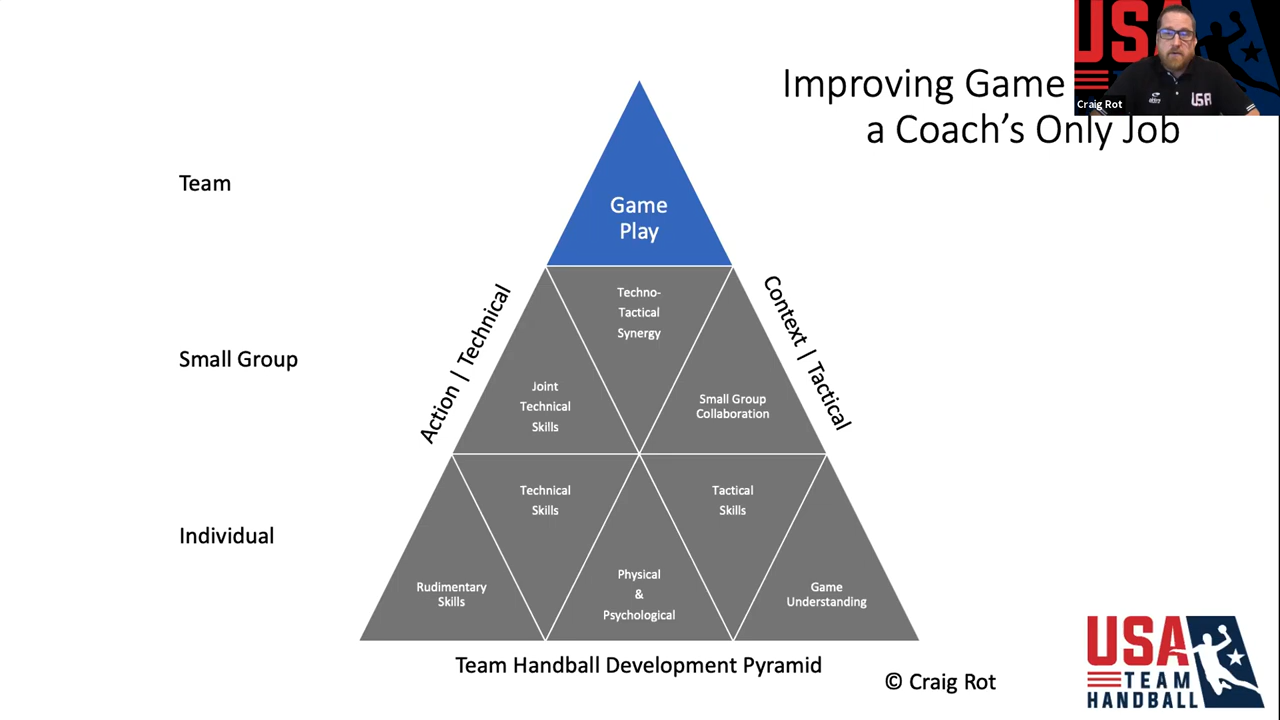 USA
Craig Rot
USA
Improving Game
a Coach's Only Job
Team
Game
Play
Action | Technical
Context | Tactical
Techno-
Tactical
Synergy
Small Group
Joint
Technical
Skills
Small Group
Collaboration
Technical
Skills
Tactical
Skills
Individual
Rudimentary
Skills
Physical
&
Psychological
Game
Understanding
Team Handball Development Pyramid
© Craig Rot
USA
TEAM
HANDBALL